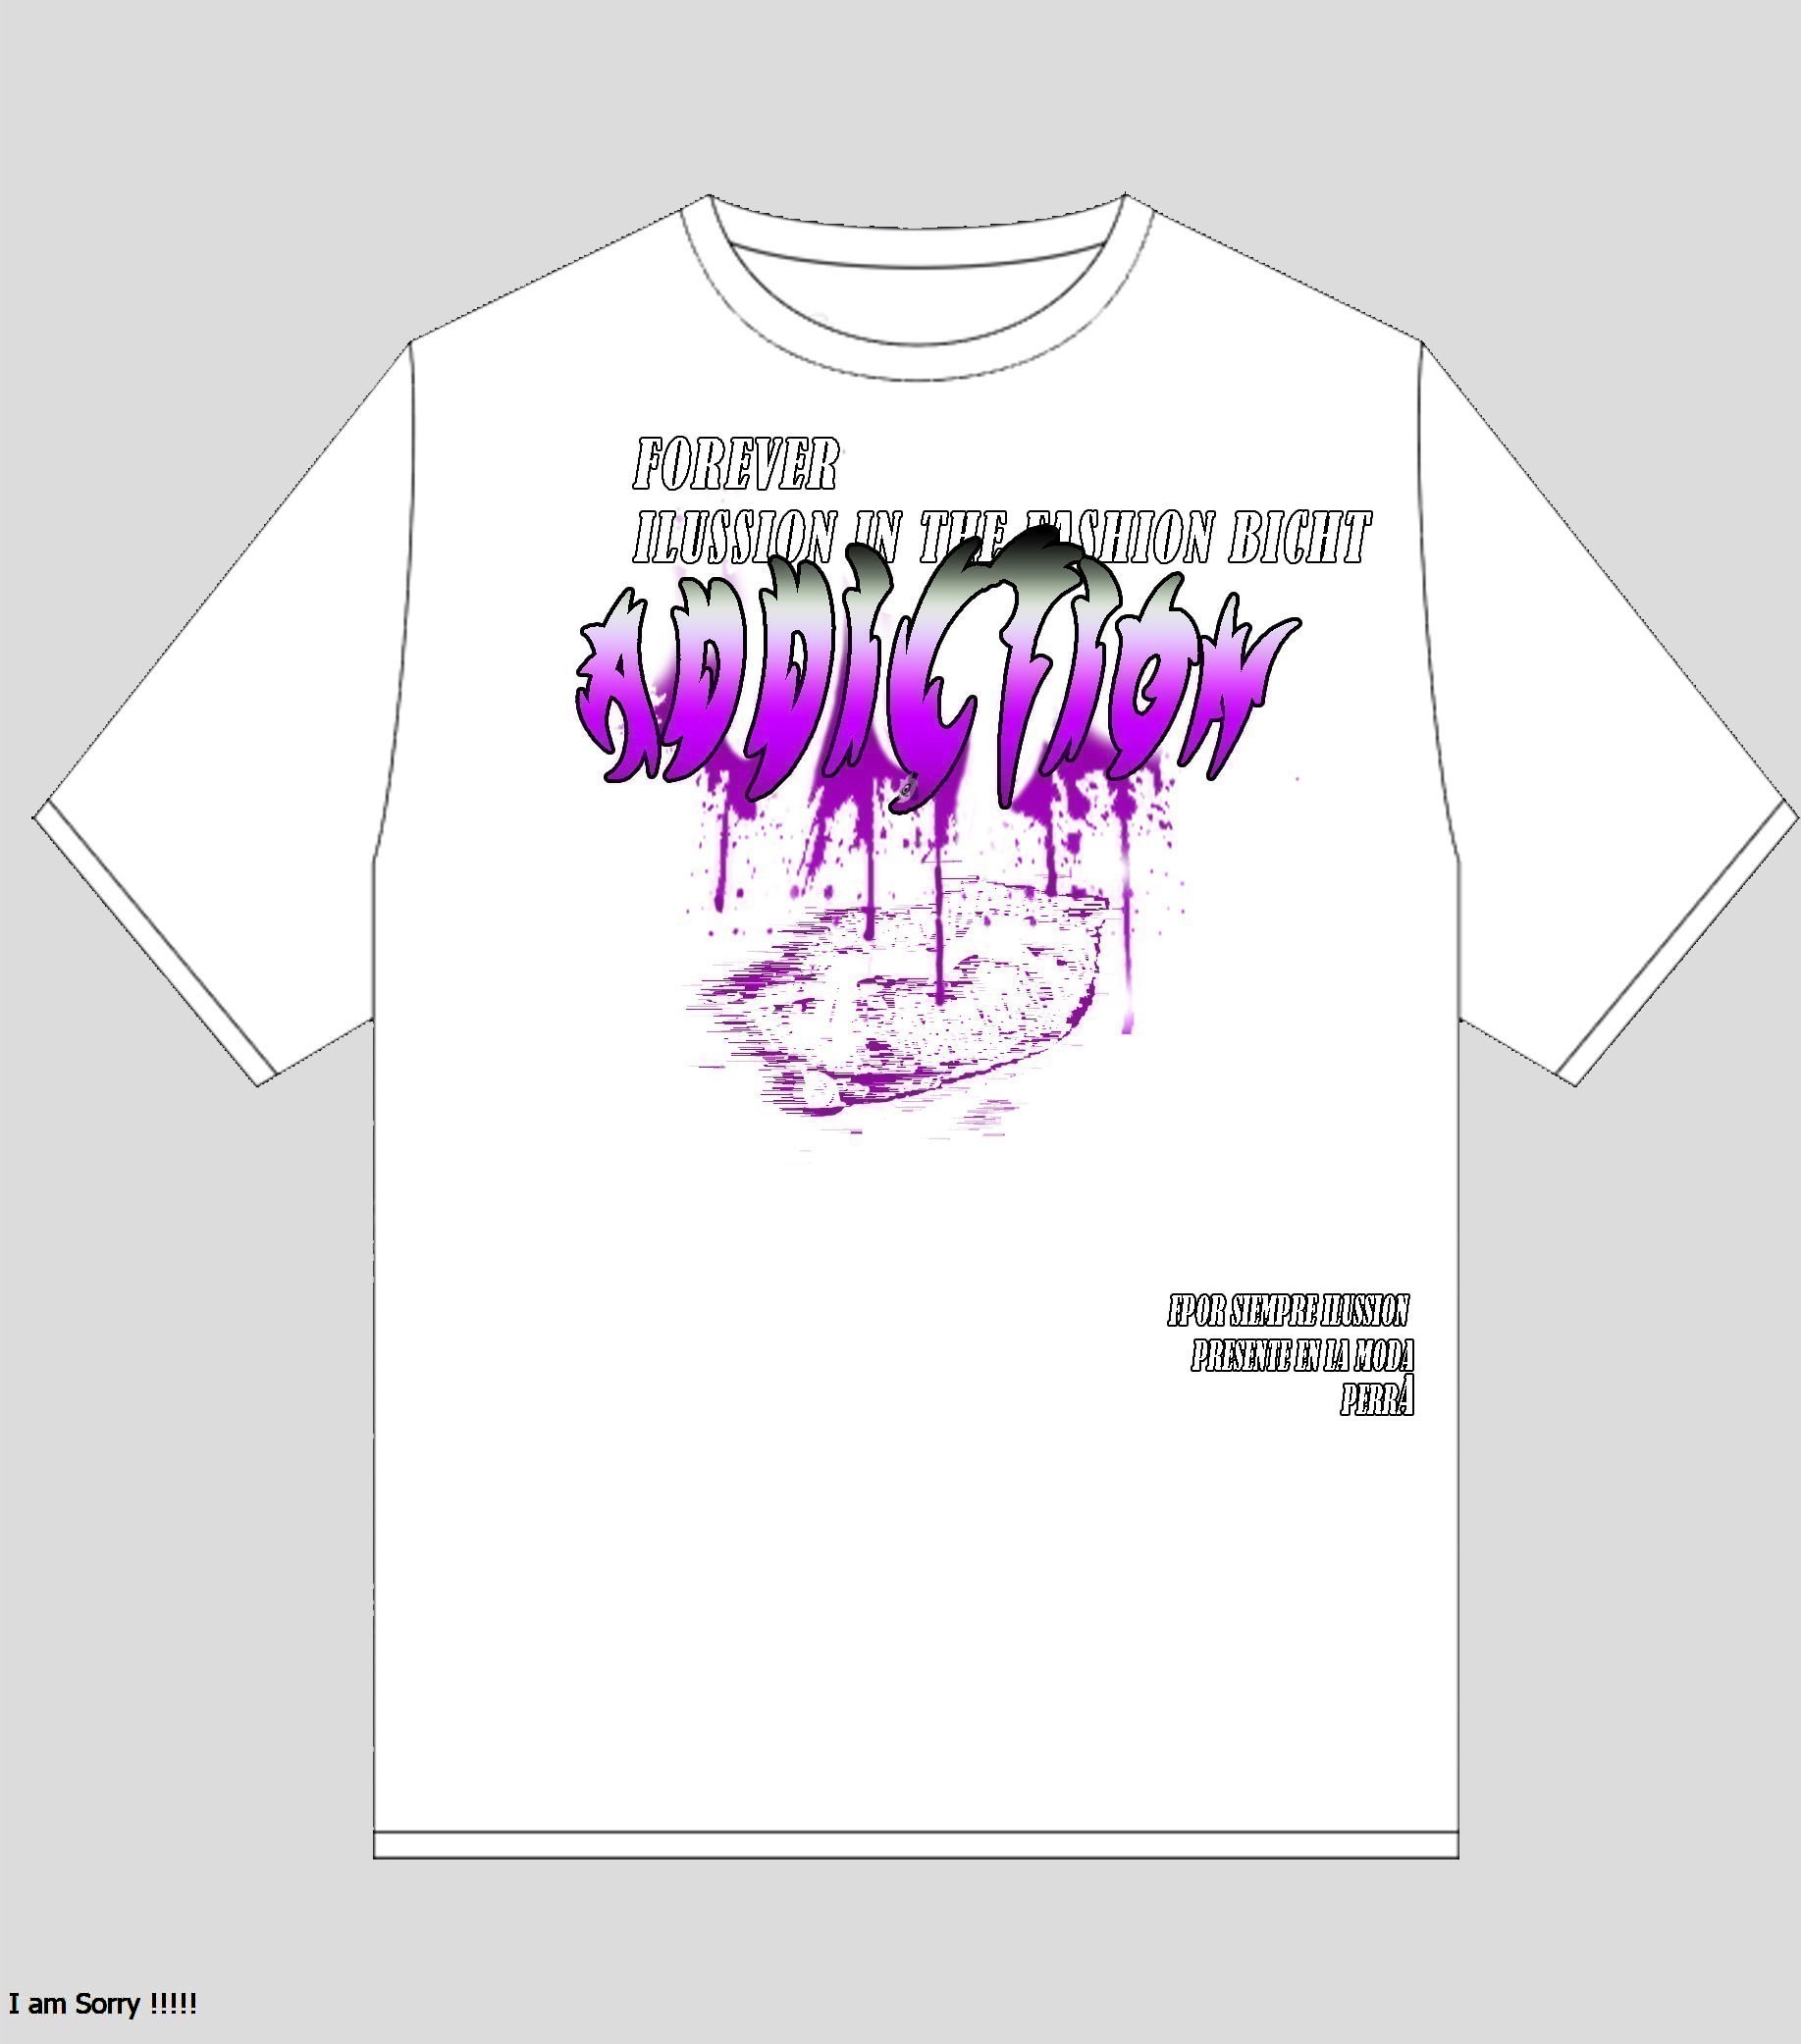 FOREVER
ILUSSION IN THE FASHION BICHT
ADDICTION
FPOR SIEMPRE ILUSSION
PRESENTE EN LA MODA
PERRA
I am Sorry !!!!!